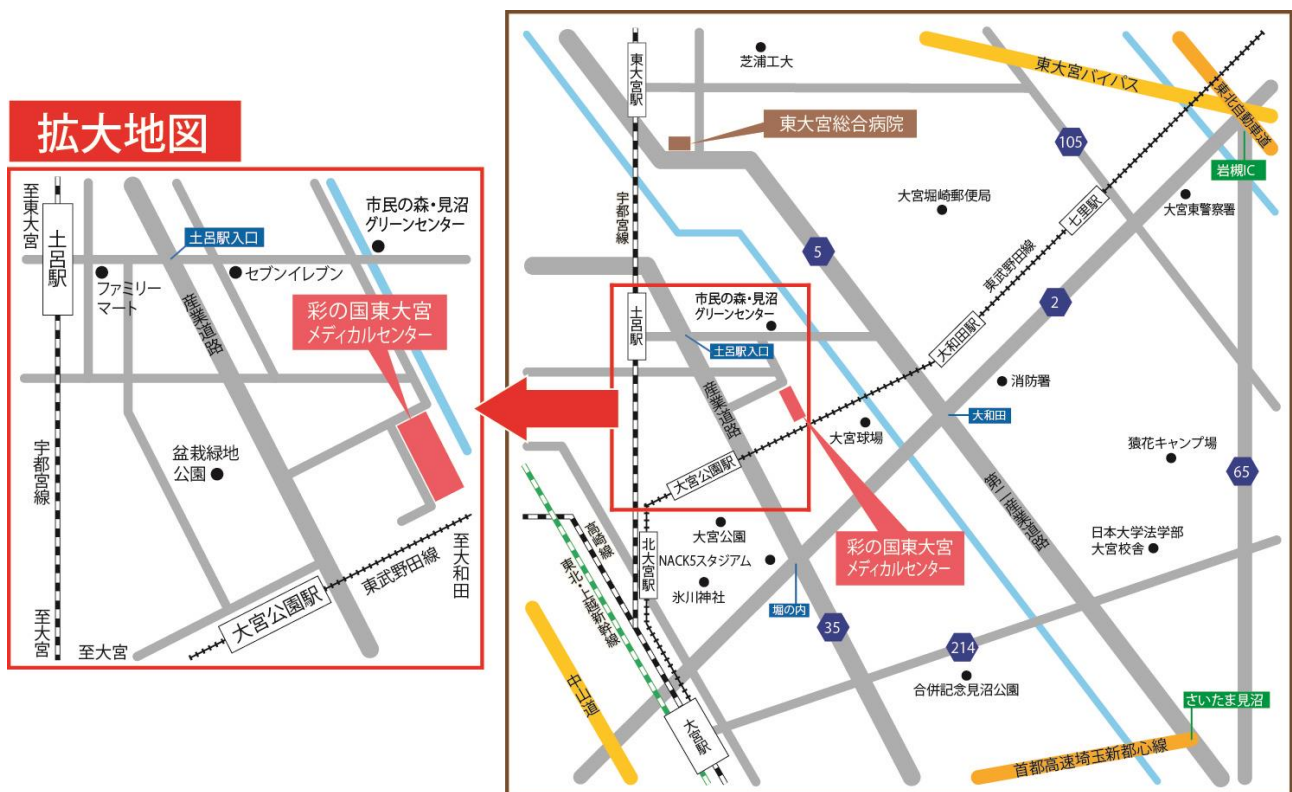 拡大地図
至東大宮
土呂駅
ファミリー
マート
土呂駅入口
セブンイレブン
市民の森・見沼
グリーンセンター
産業道路
彩の国東大宮
メディカルセンター
盆栽緑地
公園
宇都宮線
至大宮
至大宮
大宮公園駅
東武野田線
至大和田
東大宮駅
芝浦工大
東大宮バイパス
東北自動車道
東大宮総合病院
105
岩槻IC
宇都宮線
大宮堀崎郵便局
七里駅
大宮東警察署
5
東武野田線
2
土呂駅
市民の森・見沼
グリーンセンター
土呂駅入口
大和田駅
産業道路
消防署
大宮球場
大和田
大宮公園駅
猿花キャンプ場
65
第二産業道路
高崎線
東北・上越新幹線
北大宮駅
大宮公園
NACK5スタジアム
氷川神社
彩の国東大宮
メディカルセンター
日本大学法学部
大宮校舎
堀の内
35
214
合併記念見沼公園
中山道
大宮駅
さいたま見沼
首都高速埼玉新都心線